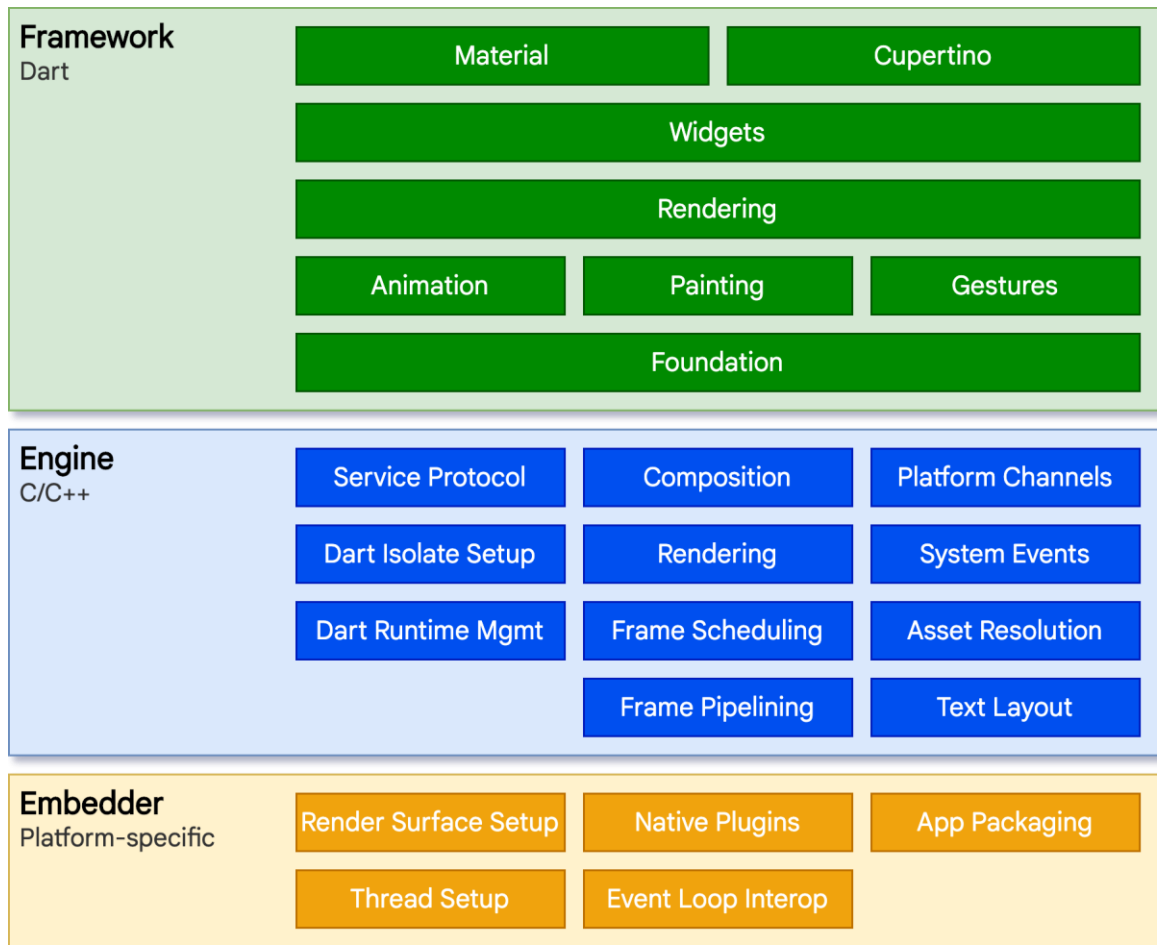 Framework
Dart
Material
Cupertino
Widgets
Rendering
Animation
Painting
Gestures
Foundation
Engine
C/C++
Service Protocol
Composition
Platform Channels
Dart Isolate Setup
Rendering
System Events
Dart Runtime Mgmt
Frame Scheduling
Asset Resolution
Frame Pipelining
Text Layout
Embedder
Platform-specific
Render Surface Setup
Native Plugins
App Packaging
Thread Setup
Event Loop Interop